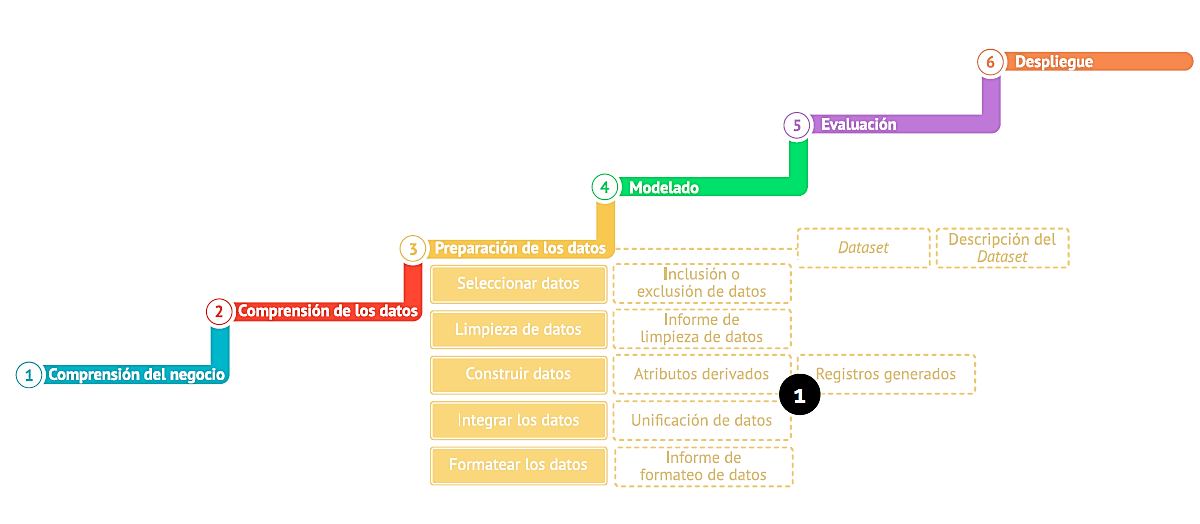 6 Despliegue
5 Evaluación
4 Modelado
3 Preparación de los datos
Dataset
Descripción del
Dataset
Seleccionar datos
Inclusión o
exclusión de datos
2 Comprensión de los datos
Limpieza de datos
Informe de
limpieza de datos
1 Comprensión del negocio
Construir datos
Atributos derivados
Registros generados
1
Integrar los datos
Unificación de datos
Formatear los datos
Informe de
formateo de datos